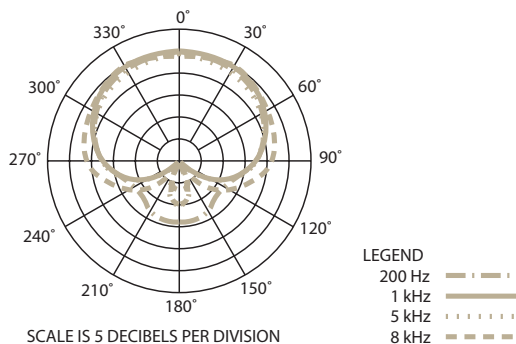 0°
330°
30°
300°
60°
270°
90°
240°
120°
210°
150°
180°
SCALE IS 5 DECIBELS PER DIVISION
LEGEND
200 Hz
1 kHz
5 kHz
8 kHz